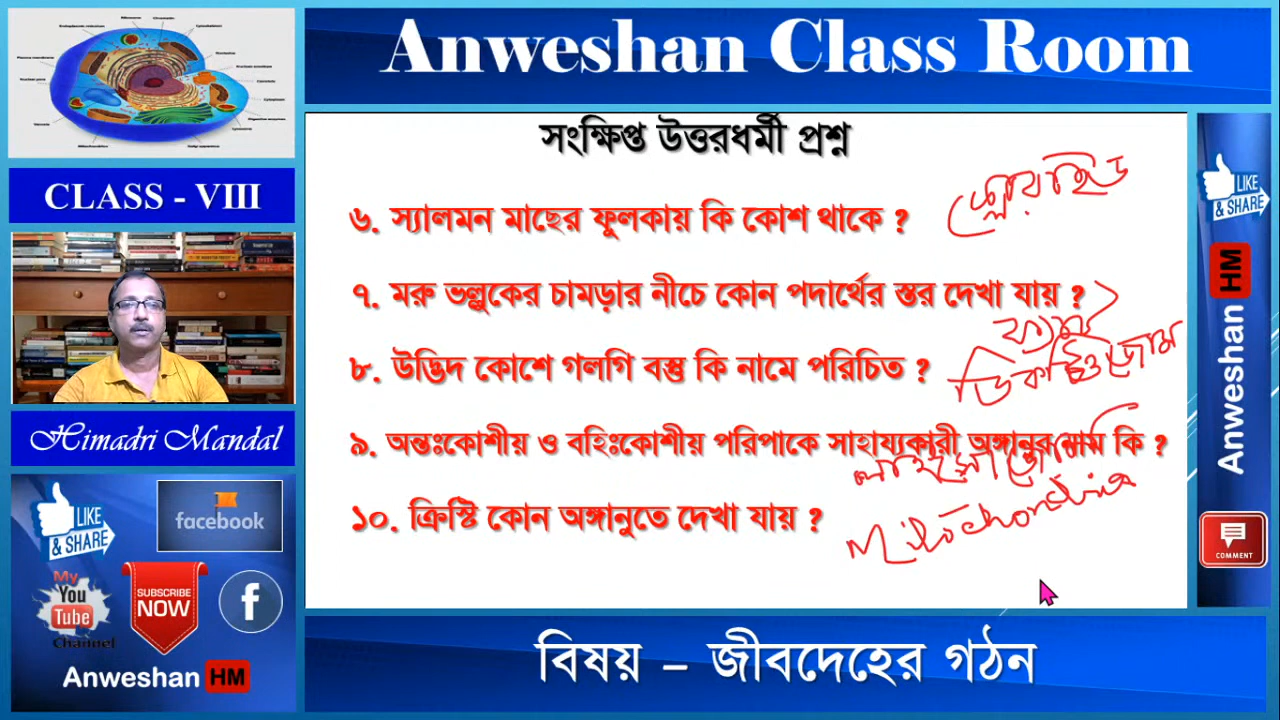 Anweshan Class Room
সংক্ষিপ্ত উত্তরধর্মী প্রশ্ন
CLASS - VIII
৬. স্যালমন মাছের ফুলকায় কি কোশ থাকে ?
ক্লোরাইড
৭. মরু ভল্লুকের চামড়ার নীচে কোন পদার্থের স্তর দেখা যায় ?
৮. উদ্ভিদ কোশে গলগি বস্তু কি নামে পরিচিত ?
ডিকটিওজোম
৯. অন্তঃকোশীয় ও বহিঃকোশীয় পরিপাকে সাহায্যকারী অঙ্গানুর নাম কি ?
লাইসোজোম
১০. ক্রিস্টি কোন অঙ্গানুতে দেখা যায় ?
Mitochondria
Himadri Mandal
LIKE
& SHARE
facebook
My
You
Tube
Channel
SUBSCRIBE
NOW
f
Anweshan HM
LIKE
& SHARE
Anweshan HM
COMMENT
বিষয় – জীবদেহের গঠন